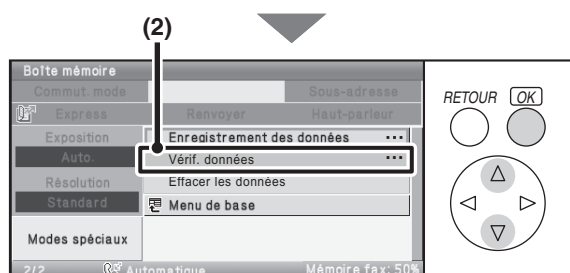 (2)
Boîte mémoire
Commut. mode
Sous-adresse
Express
Renvoyer
Haut-parleur
Exposition
Auto.
Résolution
Standard
Modes spéciaux
Enregistrement des données ...
Vérif. données ...
Effacer les données
Menu de base
2/2
Automatique
Mémoire fax: 50%
RETOUR
OK